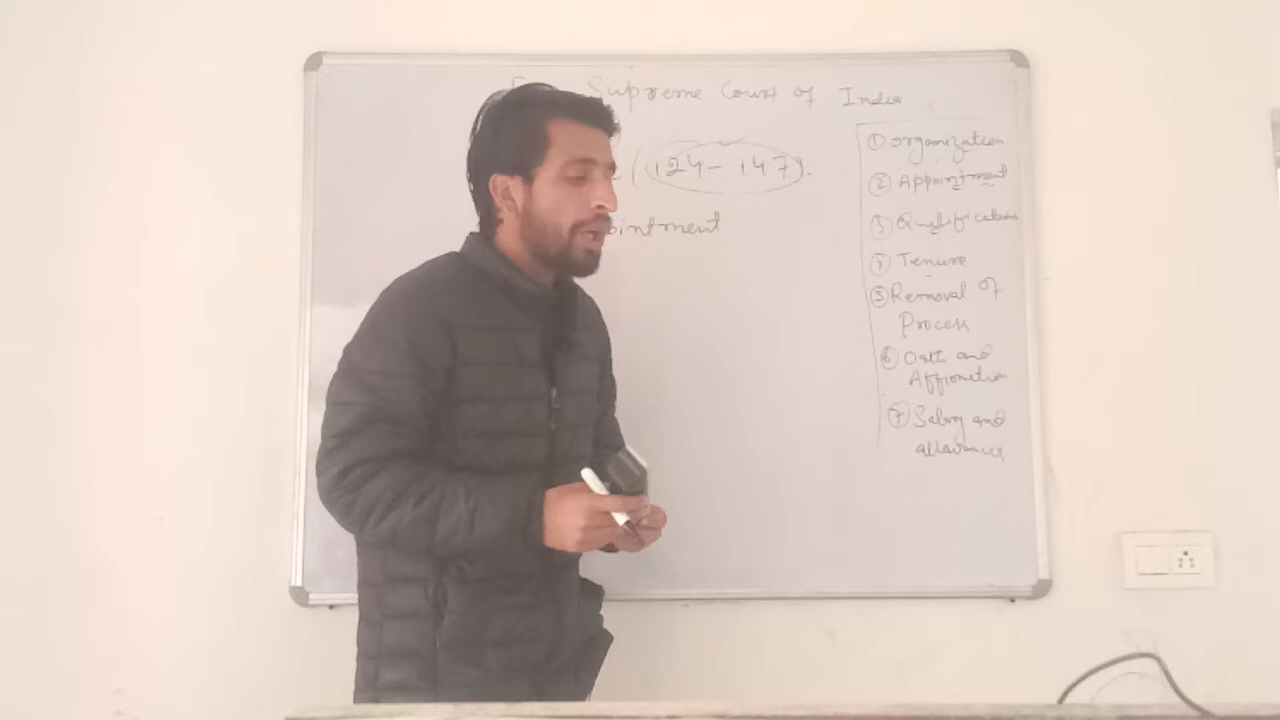 Supreme Court of India
(124 - 147).
ointment
① organization
② Appointment
③ Qualification
④ Tenure
⑤ Removal of
Process
⑥ Oath and
Affiometion
⑦ Salary and
allowances